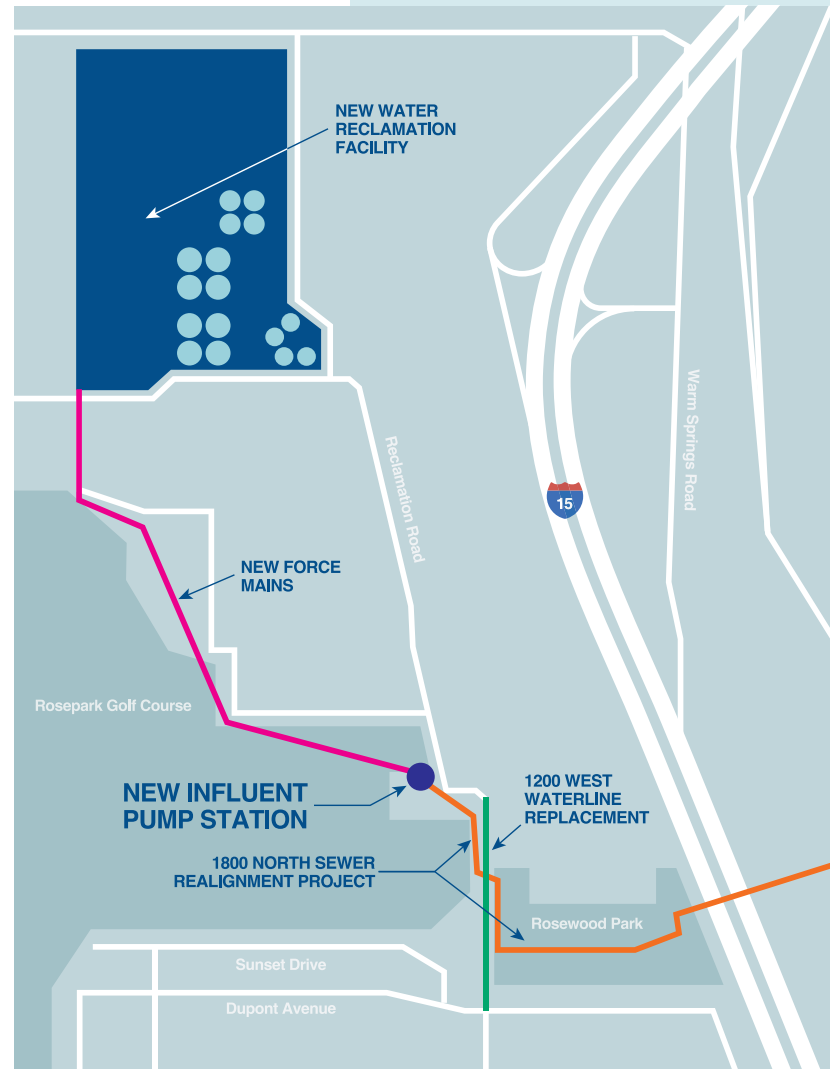 NEW WATER
RECLAMATION
FACILITY
Warm Springs Road
Reclamation Road
15
NEW FORCE
MAINS
Rosepark Golf Course
NEW INFLUENT
PUMP STATION
1200 WEST
WATERLINE
REPLACEMENT
1800 NORTH SEWER
REALIGNMENT PROJECT
Rosewood Park
Sunset Drive
Dupont Avenue